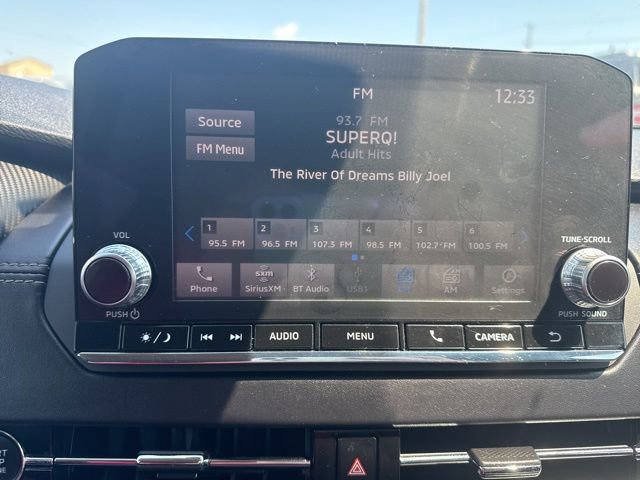 FM
12:33
Source
93.7 FM
SUPERQ!
FM Menu
Adult Hits
The River Of Dreams Billy Joel
1 2 3 4 5 6
95.5 FM 96.5 FM 107.3 FM 98.5 FM 102.7 FM 100.5 FM
VOL
TUNE·SCROLL
sxm
Phone SiriusXM BT Audio USB1 FM AM Settings
PUSH
PUSH SOUND
AUDIO MENU CAMERA